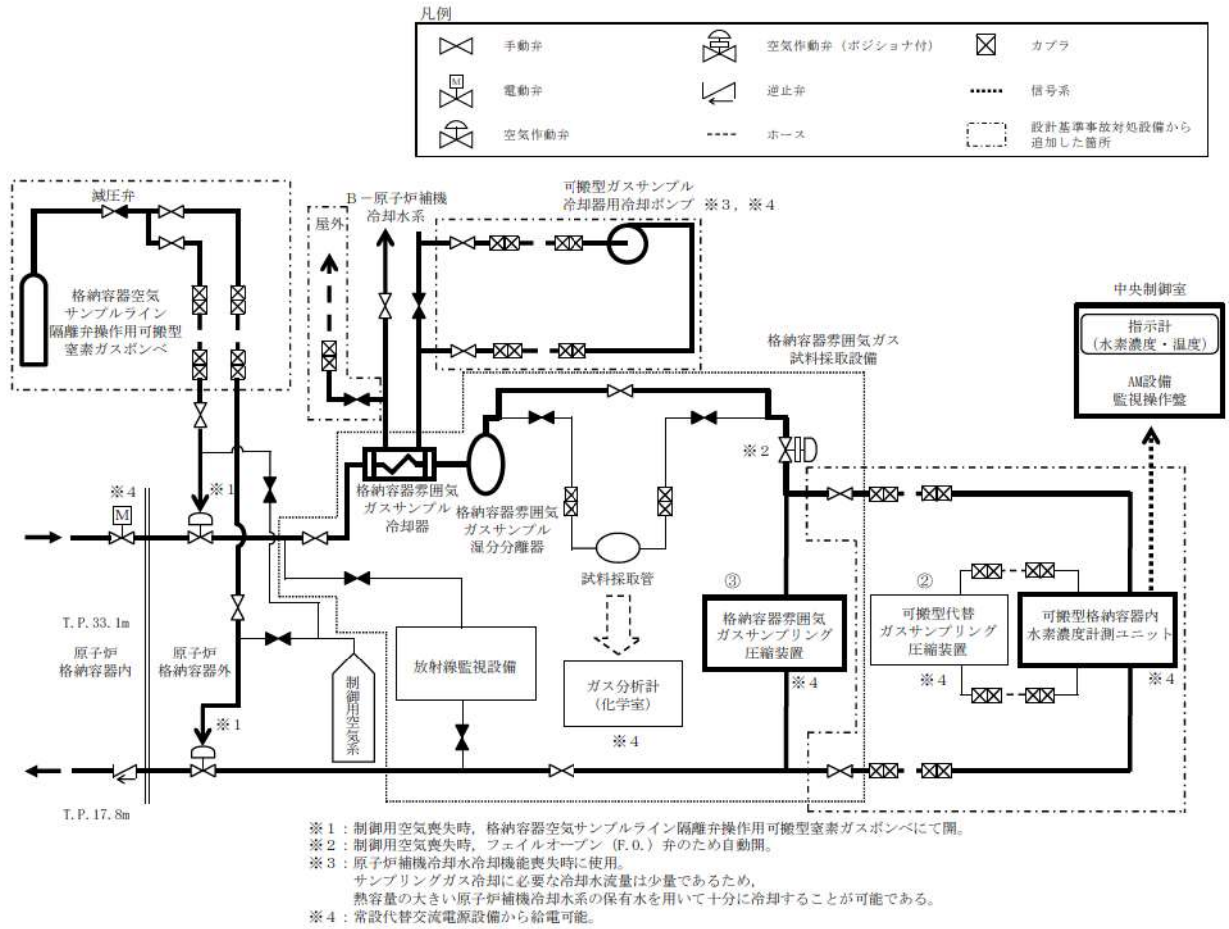 凡例
手動弁
空気作動弁（ポジショナ付）
カプラ
M
電動弁
逆止弁
信号系
空気作動弁
ホース
設計基準事故対処設備から
追加した箇所
減圧弁
格納容器空気
サンプルライン
隔離弁操作用可搬型
窒素ガスボンベ
屋外
B－原子炉補機
冷却水系
可搬型ガスサンプル
冷却器用冷却ポンプ ※3，※4
格納容器雰囲気ガス
試料採取設備
中央制御室
指示計
（水素濃度・温度）
AM設備
監視操作盤
※4
M
※1
格納容器雰囲気
ガスサンプル
冷却器
格納容器雰囲気
ガスサンプル
湿分分離器
※2
試料採取管
T.P.33.1m
原子炉
格納容器内
原子炉
格納容器外
※1
制御用空気系
放射線監視設備
ガス分析計
（化学室）
※4
③
格納容器雰囲気
ガスサンプリング
圧縮装置
※4
②
可搬型代替
ガスサンプリング
圧縮装置
※4
可搬型格納容器内
水素濃度計測ユニット
※4
T.P.17.8m
※1：制御用空気喪失時，格納容器空気サンプルライン隔離弁操作用可搬型窒素ガスボンベにて開。
※2：制御用空気喪失時，フェイルオープン（F.O.）弁のため自動開。
※3：原子炉補機冷却水冷却機能喪失時に使用。
サンプリングガス冷却に必要な冷却水流量は少量であるため，
熱容量の大きい原子炉補機冷却水系の保有水を用いて十分に冷却することが可能である。
※4：常設代替交流電源設備から給電可能。